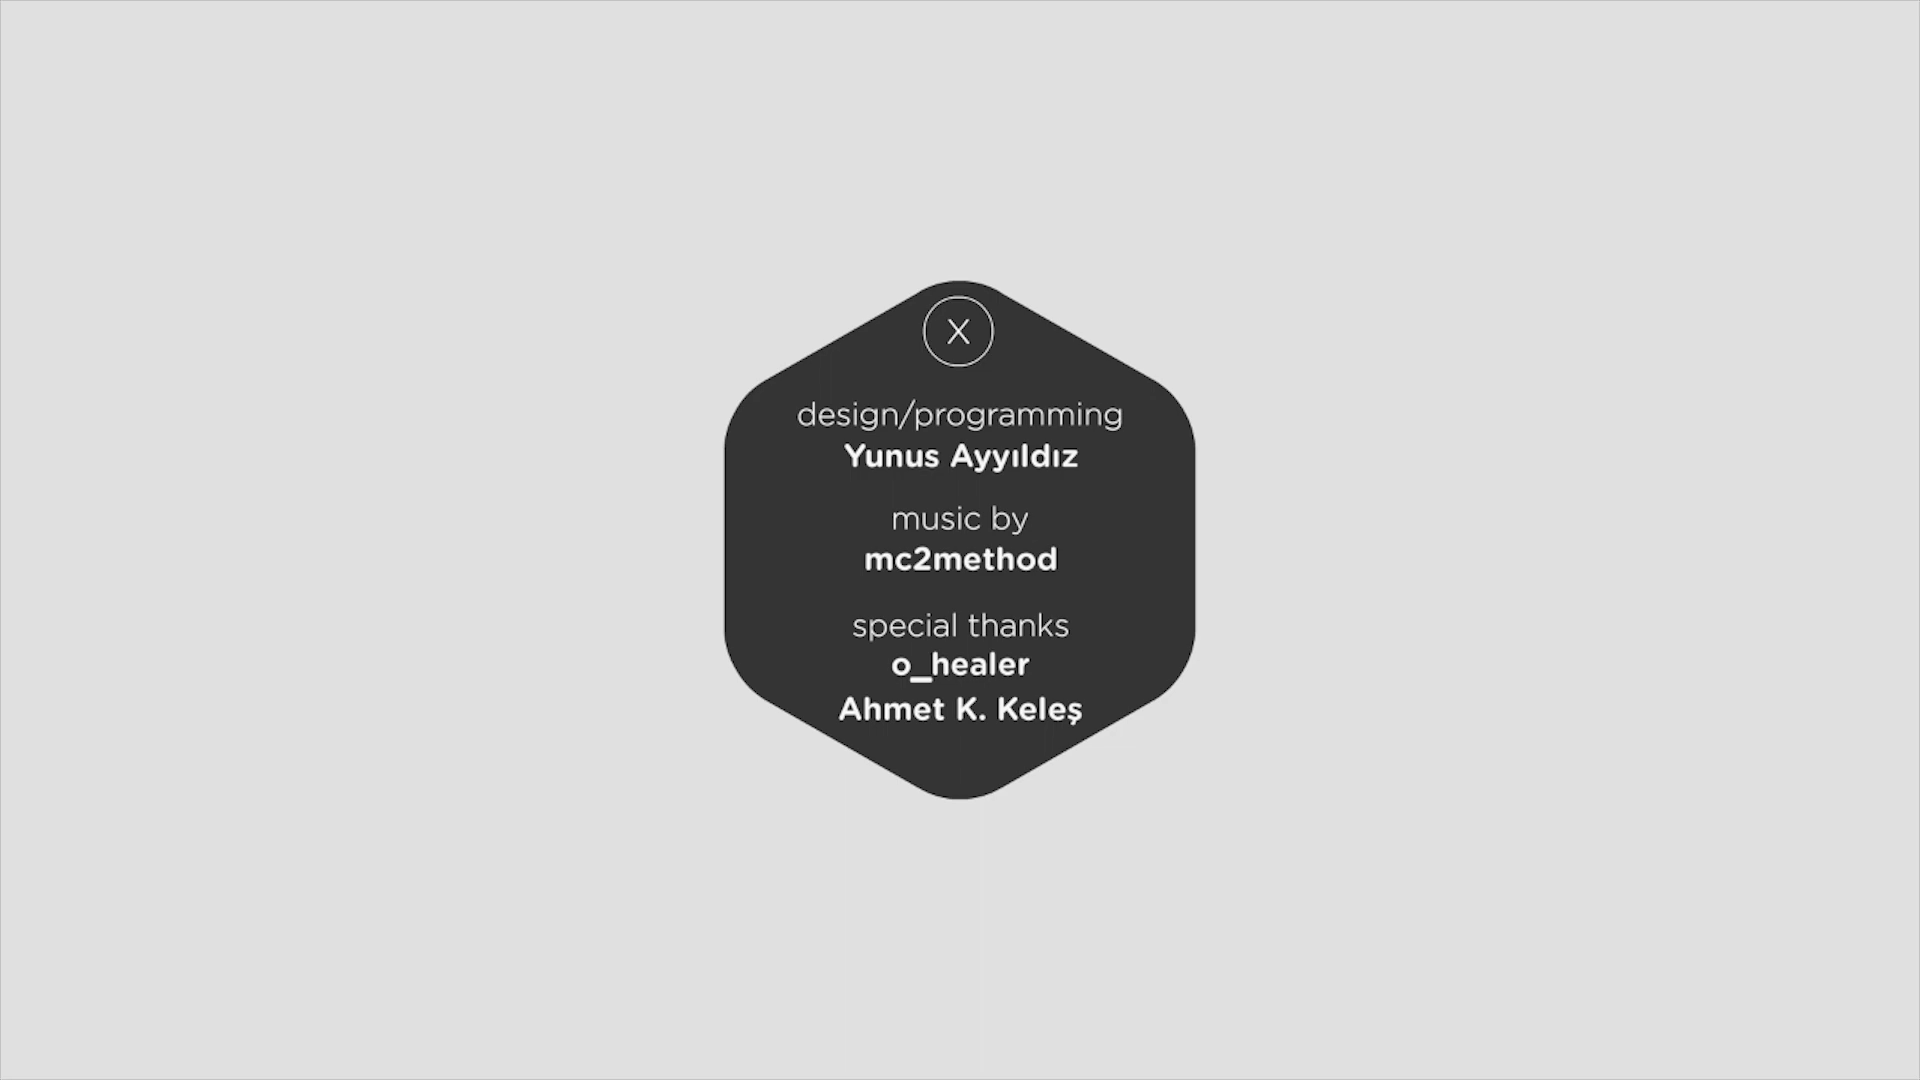 X
design/programming
Yunus Ayyıldız
music by
mc2method
special thanks
o_healer
Ahmet K. Keleş